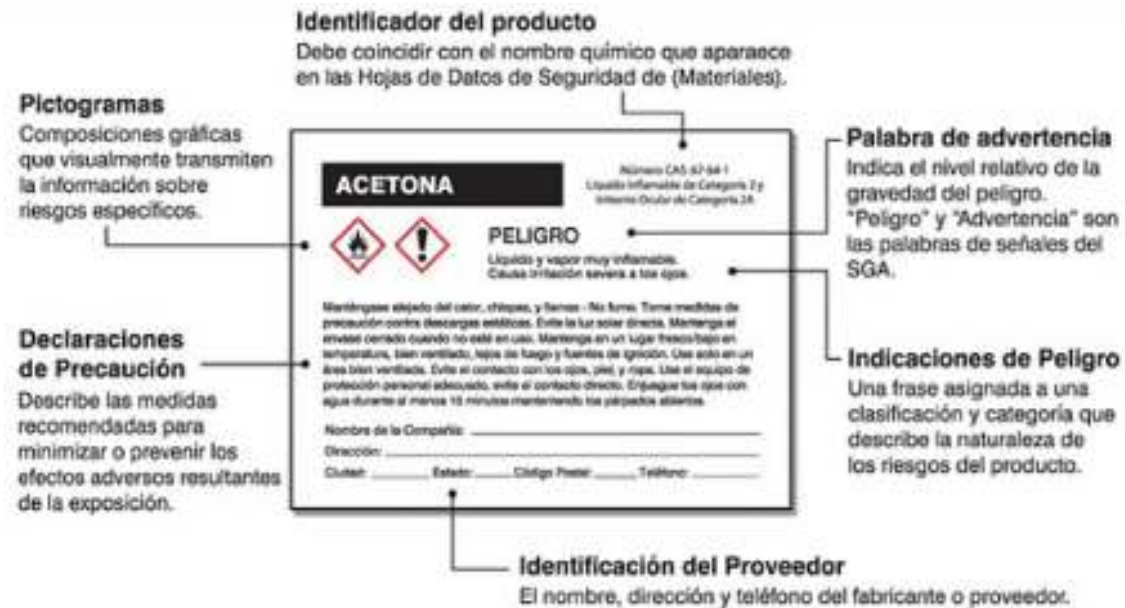 Identificador del producto
Debe coincidir con el nombre químico que aparaece
en las Hojas de Datos de Seguridad de (Materiales).
Pictogramas
Composiciones gráficas
que visualmente transmiten
la información sobre
riesgos específicos.
Palabra de advertencia
Indica el nivel relativo de la
gravedad del peligro.
"Peligro" y "Advertencia" son
las palabras de señales del
SGA.
ACETONA
Número CAS: 67-64-1
Líquido Inflamable de Categoría 2 y
Irritante Ocular de Categoría 2A
PELIGRO
Líquido y vapor muy inflamable.
Causa irritación severa a los ojos.
Manténgase alejado del calor, chispas, y llamas - No fume. Tome medidas de
precaución contra descargas estáticas. Evite la luz solar directa. Mantenga el
envase cerrado cuando no esté en uso. Mantenga en un lugar fresco/bajo en
temperatura, bien ventilado, lejos de fuego y fuentes de ignición. Use solo en un
área bien ventilada. Evite el contacto con los ojos, piel, y ropa. Use el equipo de
protección personal adecuado, evite el contacto directo. Enjuague los ojos con
agua durante al menos 15 minutos manteniendo los párpados abiertos.
Nombre de la Compañía:
Dirección:
Ciudad: Estado: Código Postal: Teléfono:
Declaraciones
de Precaución
Describe las medidas
recomendadas para
minimizar o prevenir los
efectos adversos resultantes
de la exposición.
Indicaciones de Peligro
Una frase asignada a una
clasificación y categoría que
describe la naturaleza de
los riesgos del producto.
Identificación del Proveedor
El nombre, dirección y teléfono del fabricante o proveedor.